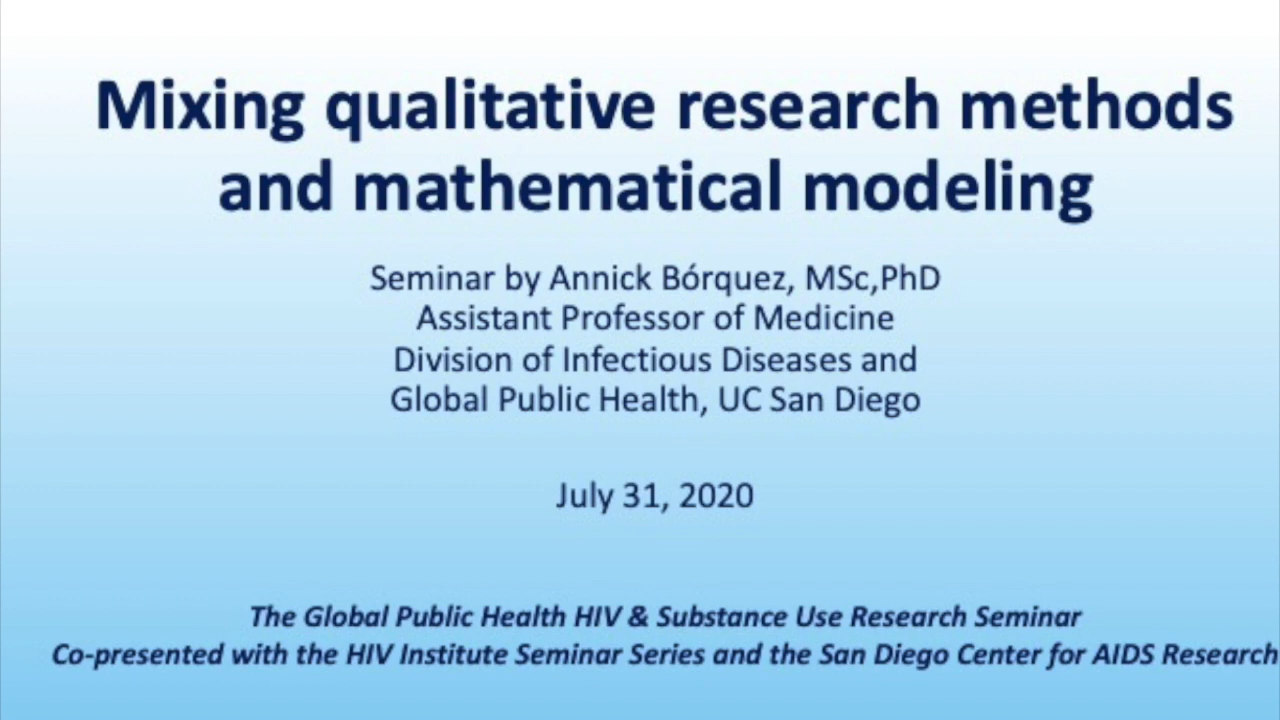 Mixing qualitative research methods
and mathematical modeling
Seminar by Annick Bórquez, MSc,PhD
Assistant Professor of Medicine
Division of Infectious Diseases and
Global Public Health, UC San Diego
July 31, 2020
The Global Public Health HIV & Substance Use Research Seminar
Co-presented with the HIV Institute Seminar Series and the San Diego Center for AIDS Research